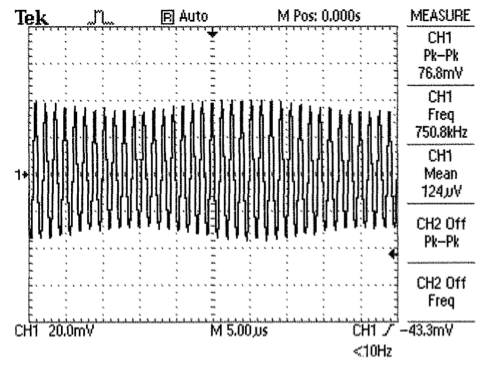 Tek R Auto M Pos: 0.000s MEASURE
CH1
Pk-Pk
76.8mV
CH1
Freq
750.8kHz
CH1
Mean
124µV
CH2 Off
Pk-Pk
CH2 Off
Freq
1
CH1 20.0mV M 5.00µs CH1 -43.3mV
<10Hz